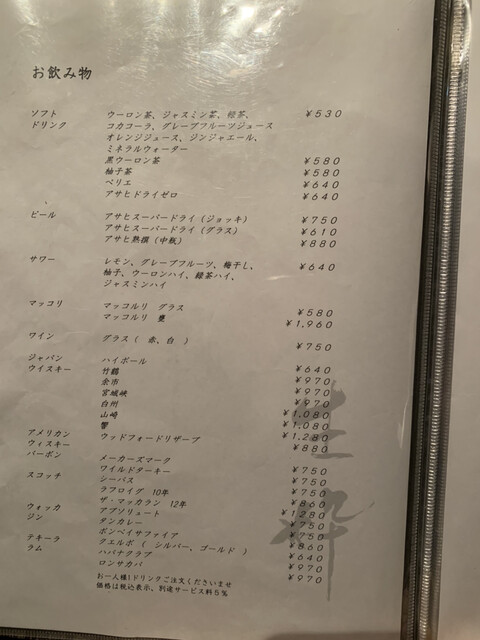 お飲み物
ソフト ウーロン茶、ジャスミン茶、緑茶、 ¥530
ドリンク コカコーラ、グレープフルーツジュース
オレンジジュース、ジンジャエール、
ミネラルウォーター
黒ウーロン茶 ¥580
柚子茶 ¥580
ペリエ ¥640
アサヒドライゼロ ¥640
ビール アサヒスーパードライ(ジョッキ) ¥750
アサヒスーパードライ(グラス) ¥610
アサヒ熟撰(中瓶) ¥880
サワー レモン、グレープフルーツ、梅干し、 ¥640
柚子、ウーロンハイ、緑茶ハイ、
ジャスミンハイ
マッコリ マッコルリ グラス ¥580
マッコルリ 甕 ¥1,960
ワイン グラス( 赤、白 ) ¥750
ジャパン ハイボール ¥640
ウイスキー 竹鶴 ¥970
余市 ¥970
宮城峡 ¥970
白州 ¥1,080
山崎 ¥1,080
響 ¥1,280
アメリカン ウッドフォードリザーブ ¥880
ウィスキー
バーボン メーカーズマーク ¥750
ワイルドターキー ¥750
スコッチ シーバス ¥750
ラフロイグ 10年 ¥860
ザ・マッカラン 12年 ¥1,280
ウォッカ アブソリュート ¥750
ジン タンカレー ¥750
ボンベイサファイア ¥860
テキーラ クエルボ( シルバー、ゴールド ) ¥640
ラム ハバナクラブ ¥970
ロンサカパ ¥970
お一人様1ドリンクご注文くださいませ
価格は税込表示、別途サービス料5%